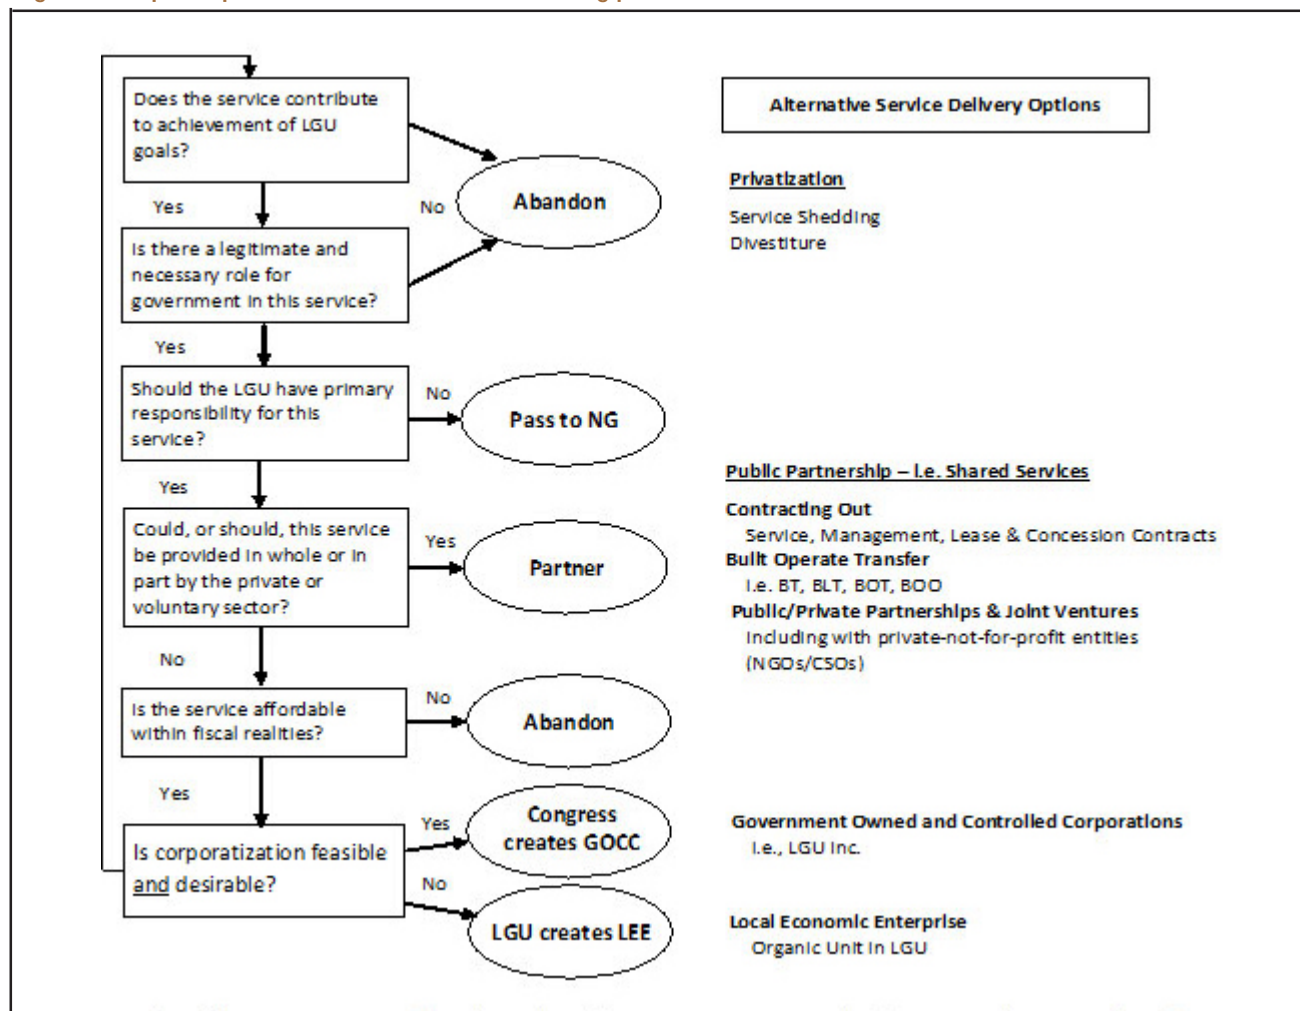 Does the service contribute
to achievement of LGU
goals?
Yes
No
Abandon
Is there a legitimate and
necessary role for
government in this service?
Yes
Should the LGU have primary
responsibility for this
service?
No
Pass to NG
Yes
Could, or should, this service
be provided in whole or in
part by the private or
voluntary sector?
Yes
Partner
No
Is the service affordable
within fiscal realities?
No
Abandon
Yes
Is corporatization feasible
and desirable?
Yes
Congress
creates GOCC
No
LGU creates LEE
Alternative Service Delivery Options
Privatization
Service Shedding
Divestiture
Public Partnership – i.e. Shared Services
Contracting Out
Service, Management, Lease & Concession Contracts
Built Operate Transfer
i.e. BT, BLT, BOT, BOO
Public/Private Partnerships & Joint Ventures
Including with private-not-for-profit entities
(NGOs/CSOs)
Government Owned and Controlled Corporations
i.e., LGU Inc.
Local Economic Enterprise
Organic Unit in LGU